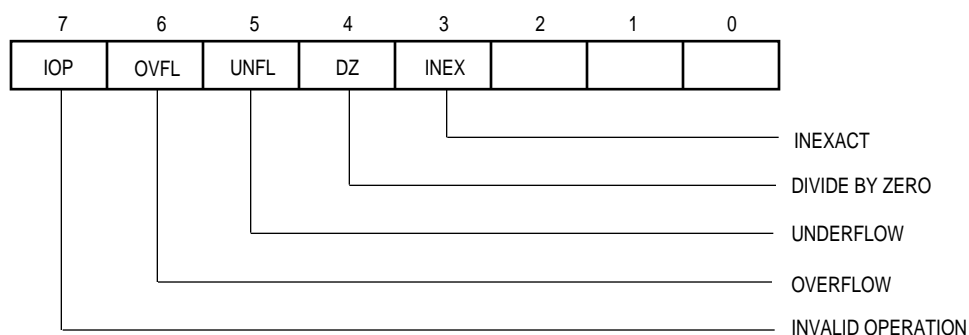 7 6 5 4 3 2 1 0
IOP OVFL UNFL DZ INEX
INEXACT
DIVIDE BY ZERO
UNDERFLOW
OVERFLOW
INVALID OPERATION